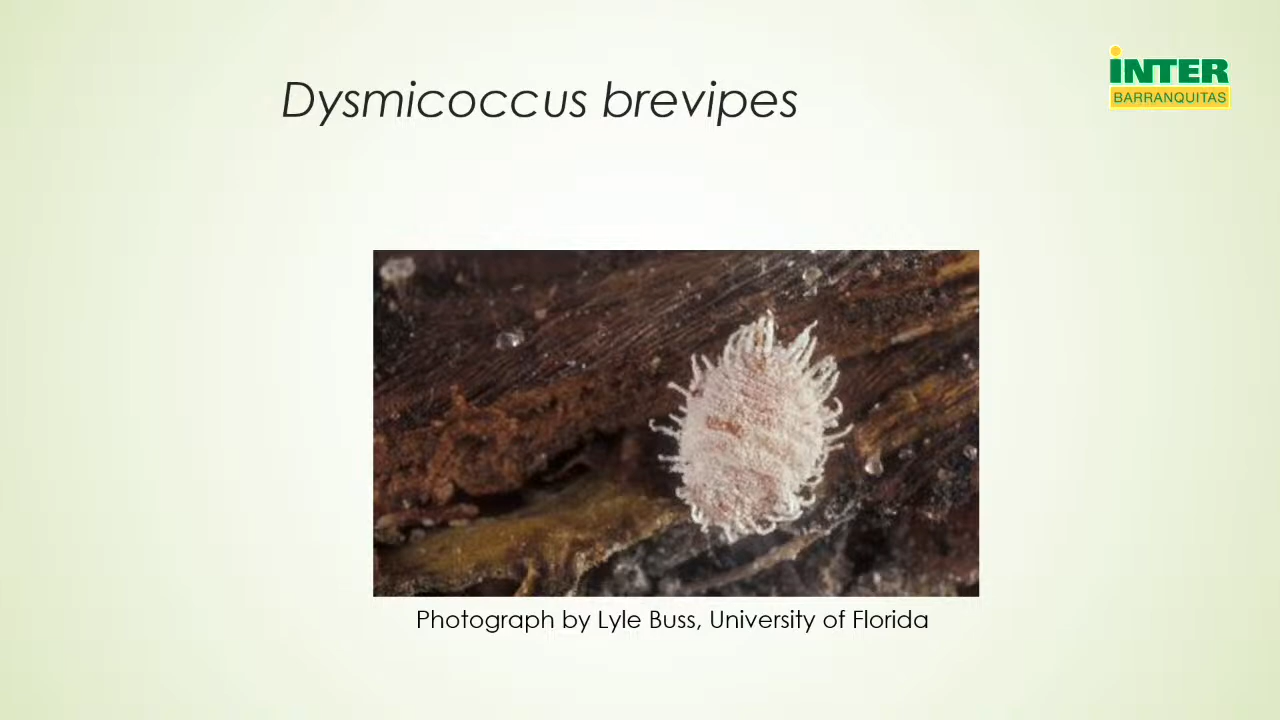 Dysmicoccus brevipes
INTER
BARRANQUITAS
Photograph by Lyle Buss, University of Florida